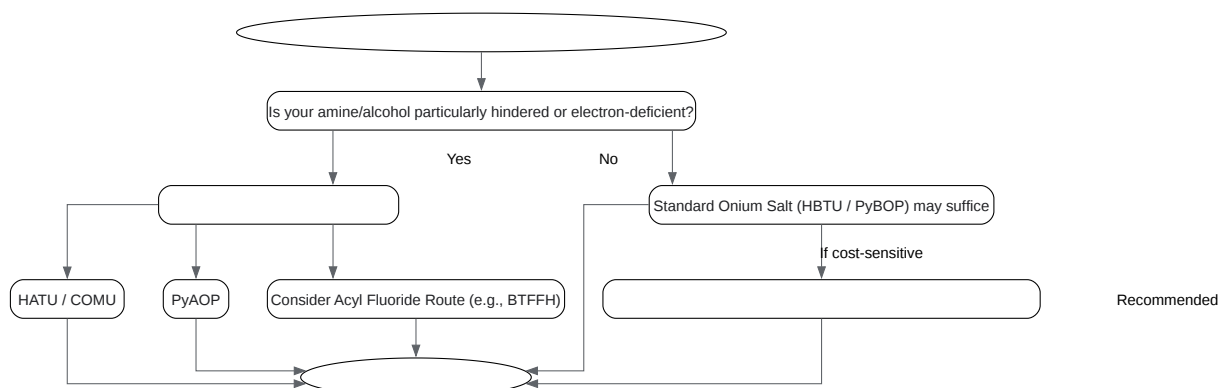 Is your amine/alcohol particularly hindered or electron-deficient?
Yes
No
Standard Onium Salt (HBTU / PyBOP) may suffice
If cost-sensitive
HATU / COMU
PyAOP
Consider Acyl Fluoride Route (e.g., BTFFH)
Recommended